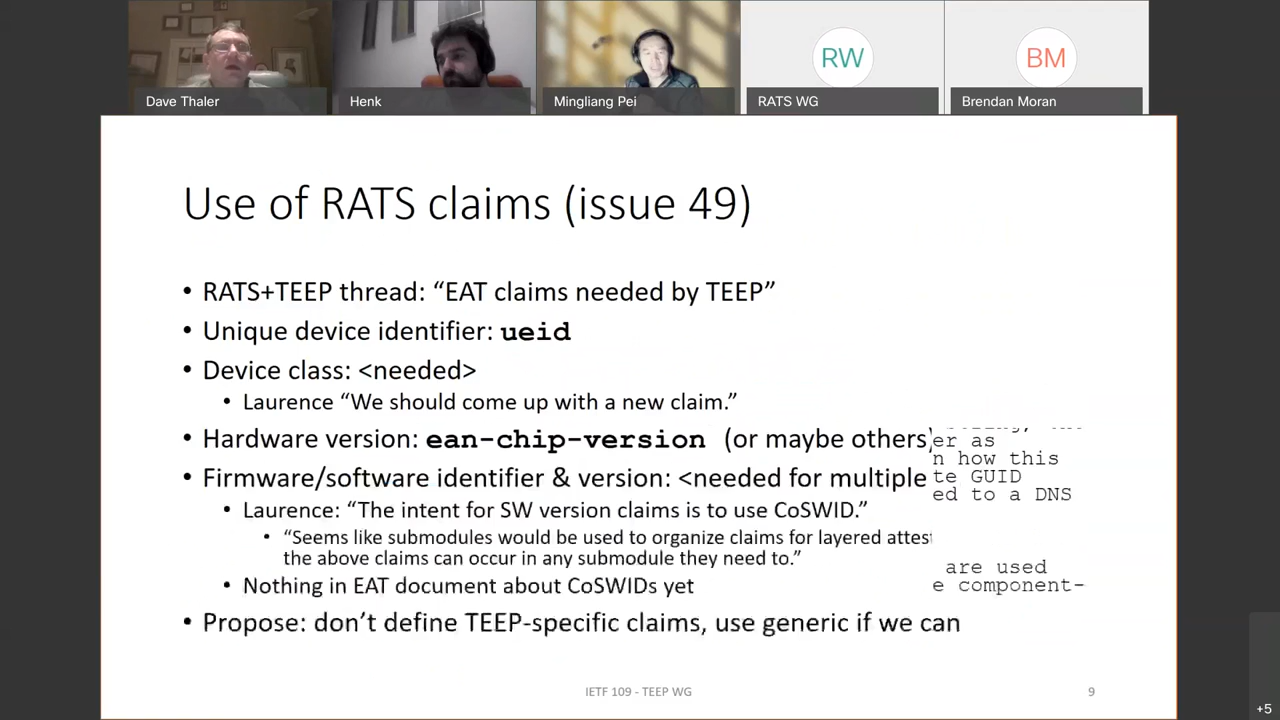 Dave Thaler
Henk
Mingliang Pei
RW
RATS WG
BM
Brendan Moran
Use of RATS claims (issue 49)
• RATS+TEEP thread: “EAT claims needed by TEEP”
• Unique device identifier: ueid
• Device class: <needed>
• Laurence “We should come up with a new claim.”
• Hardware version: ean-chip-version (or maybe others)
er as
n how this
• Firmware/software identifier & version: <needed for multiple
te GUID
ed to a DNS
• Laurence: “The intent for SW version claims is to use CoSWID.”
• “Seems like submodules would be used to organize claims for layered attest
the above claims can occur in any submodule they need to.”
are used
• Nothing in EAT document about CoSWIDs yet
e component-
• Propose: don’t define TEEP-specific claims, use generic if we can
IETF 109 - TEEP WG
9
+5